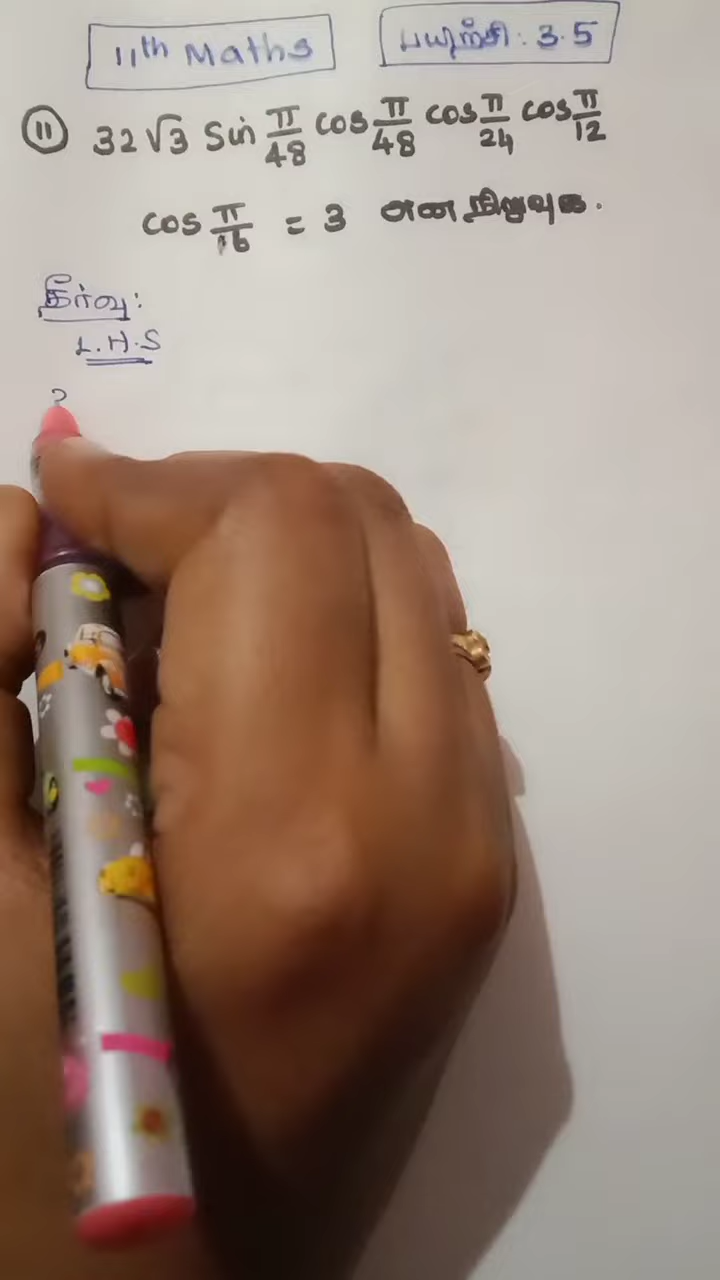 11th Maths
பயிற்சி: 3.5
11 32√3 Sin π/48 cos π/48 cos π/24 cos π/12
cos π/16 = 3 என நிறுவுக.
தீர்வு:
L.H.S